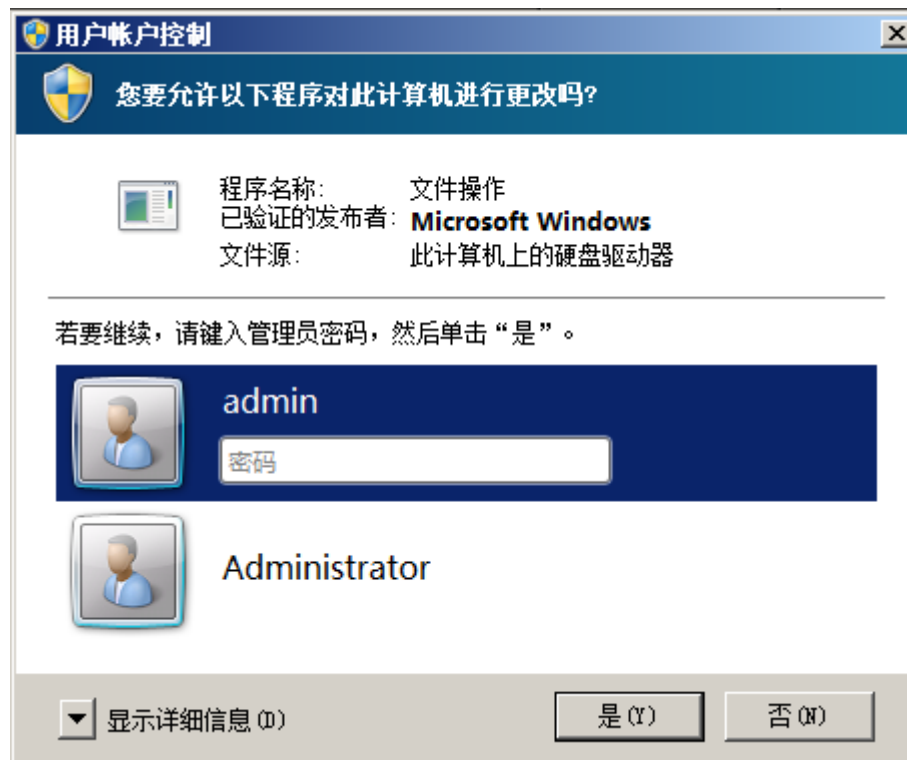 用户帐户控制
您要允许以下程序对此计算机进行更改吗?
程序名称: 文件操作
已验证的发布者: Microsoft Windows
文件源: 此计算机上的硬盘驱动器
若要继续，请键入管理员密码，然后单击“是”。
admin
密码
Administrator
显示详细信息(D)
是(Y) 否(N)